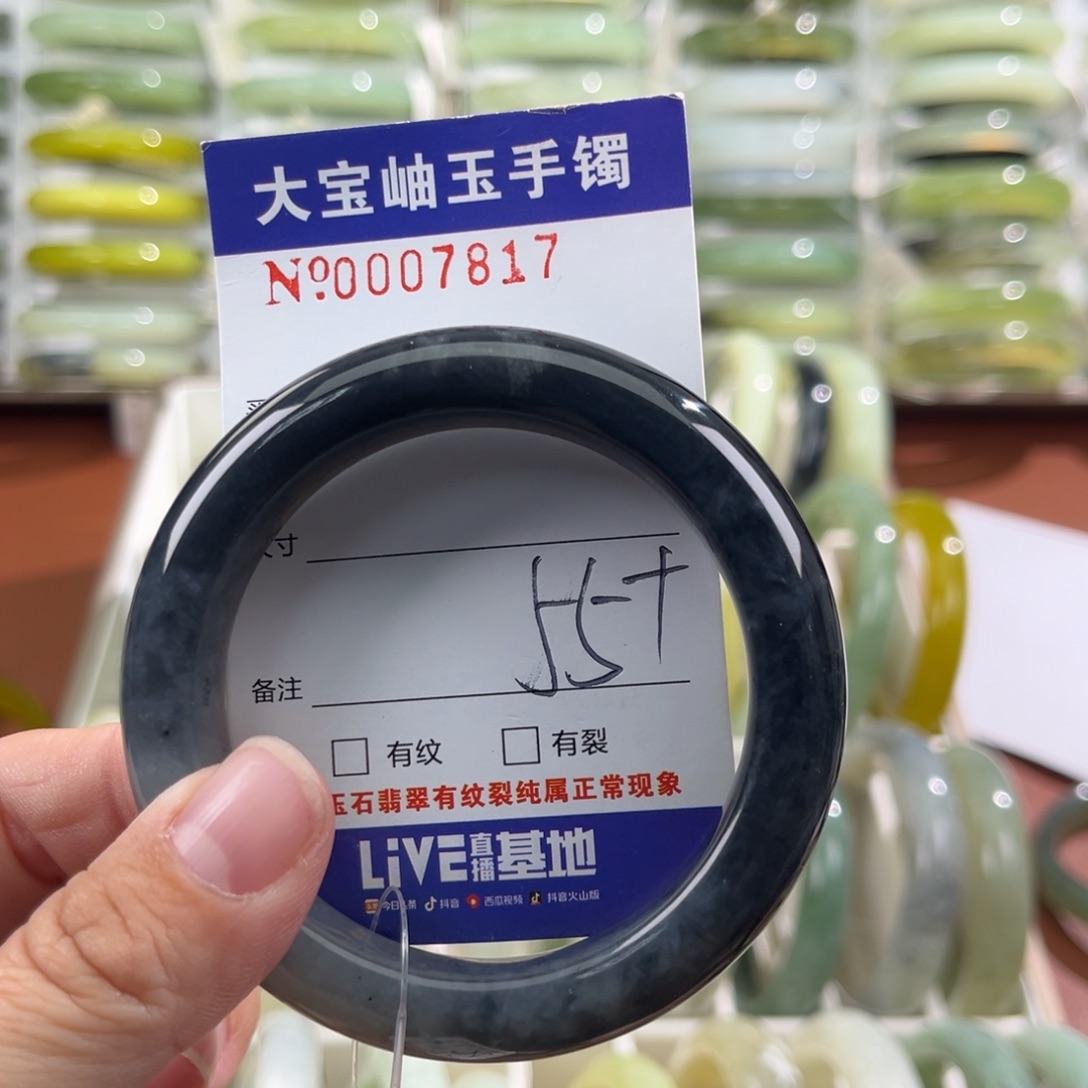 大宝岫玉手镯
№0007817
寸
55+
备注
□ 有纹 □ 有裂
玉石翡翠有纹裂纯属正常现象
LiVE直播基地
今日头条 抖音 西瓜视频 抖音火山版